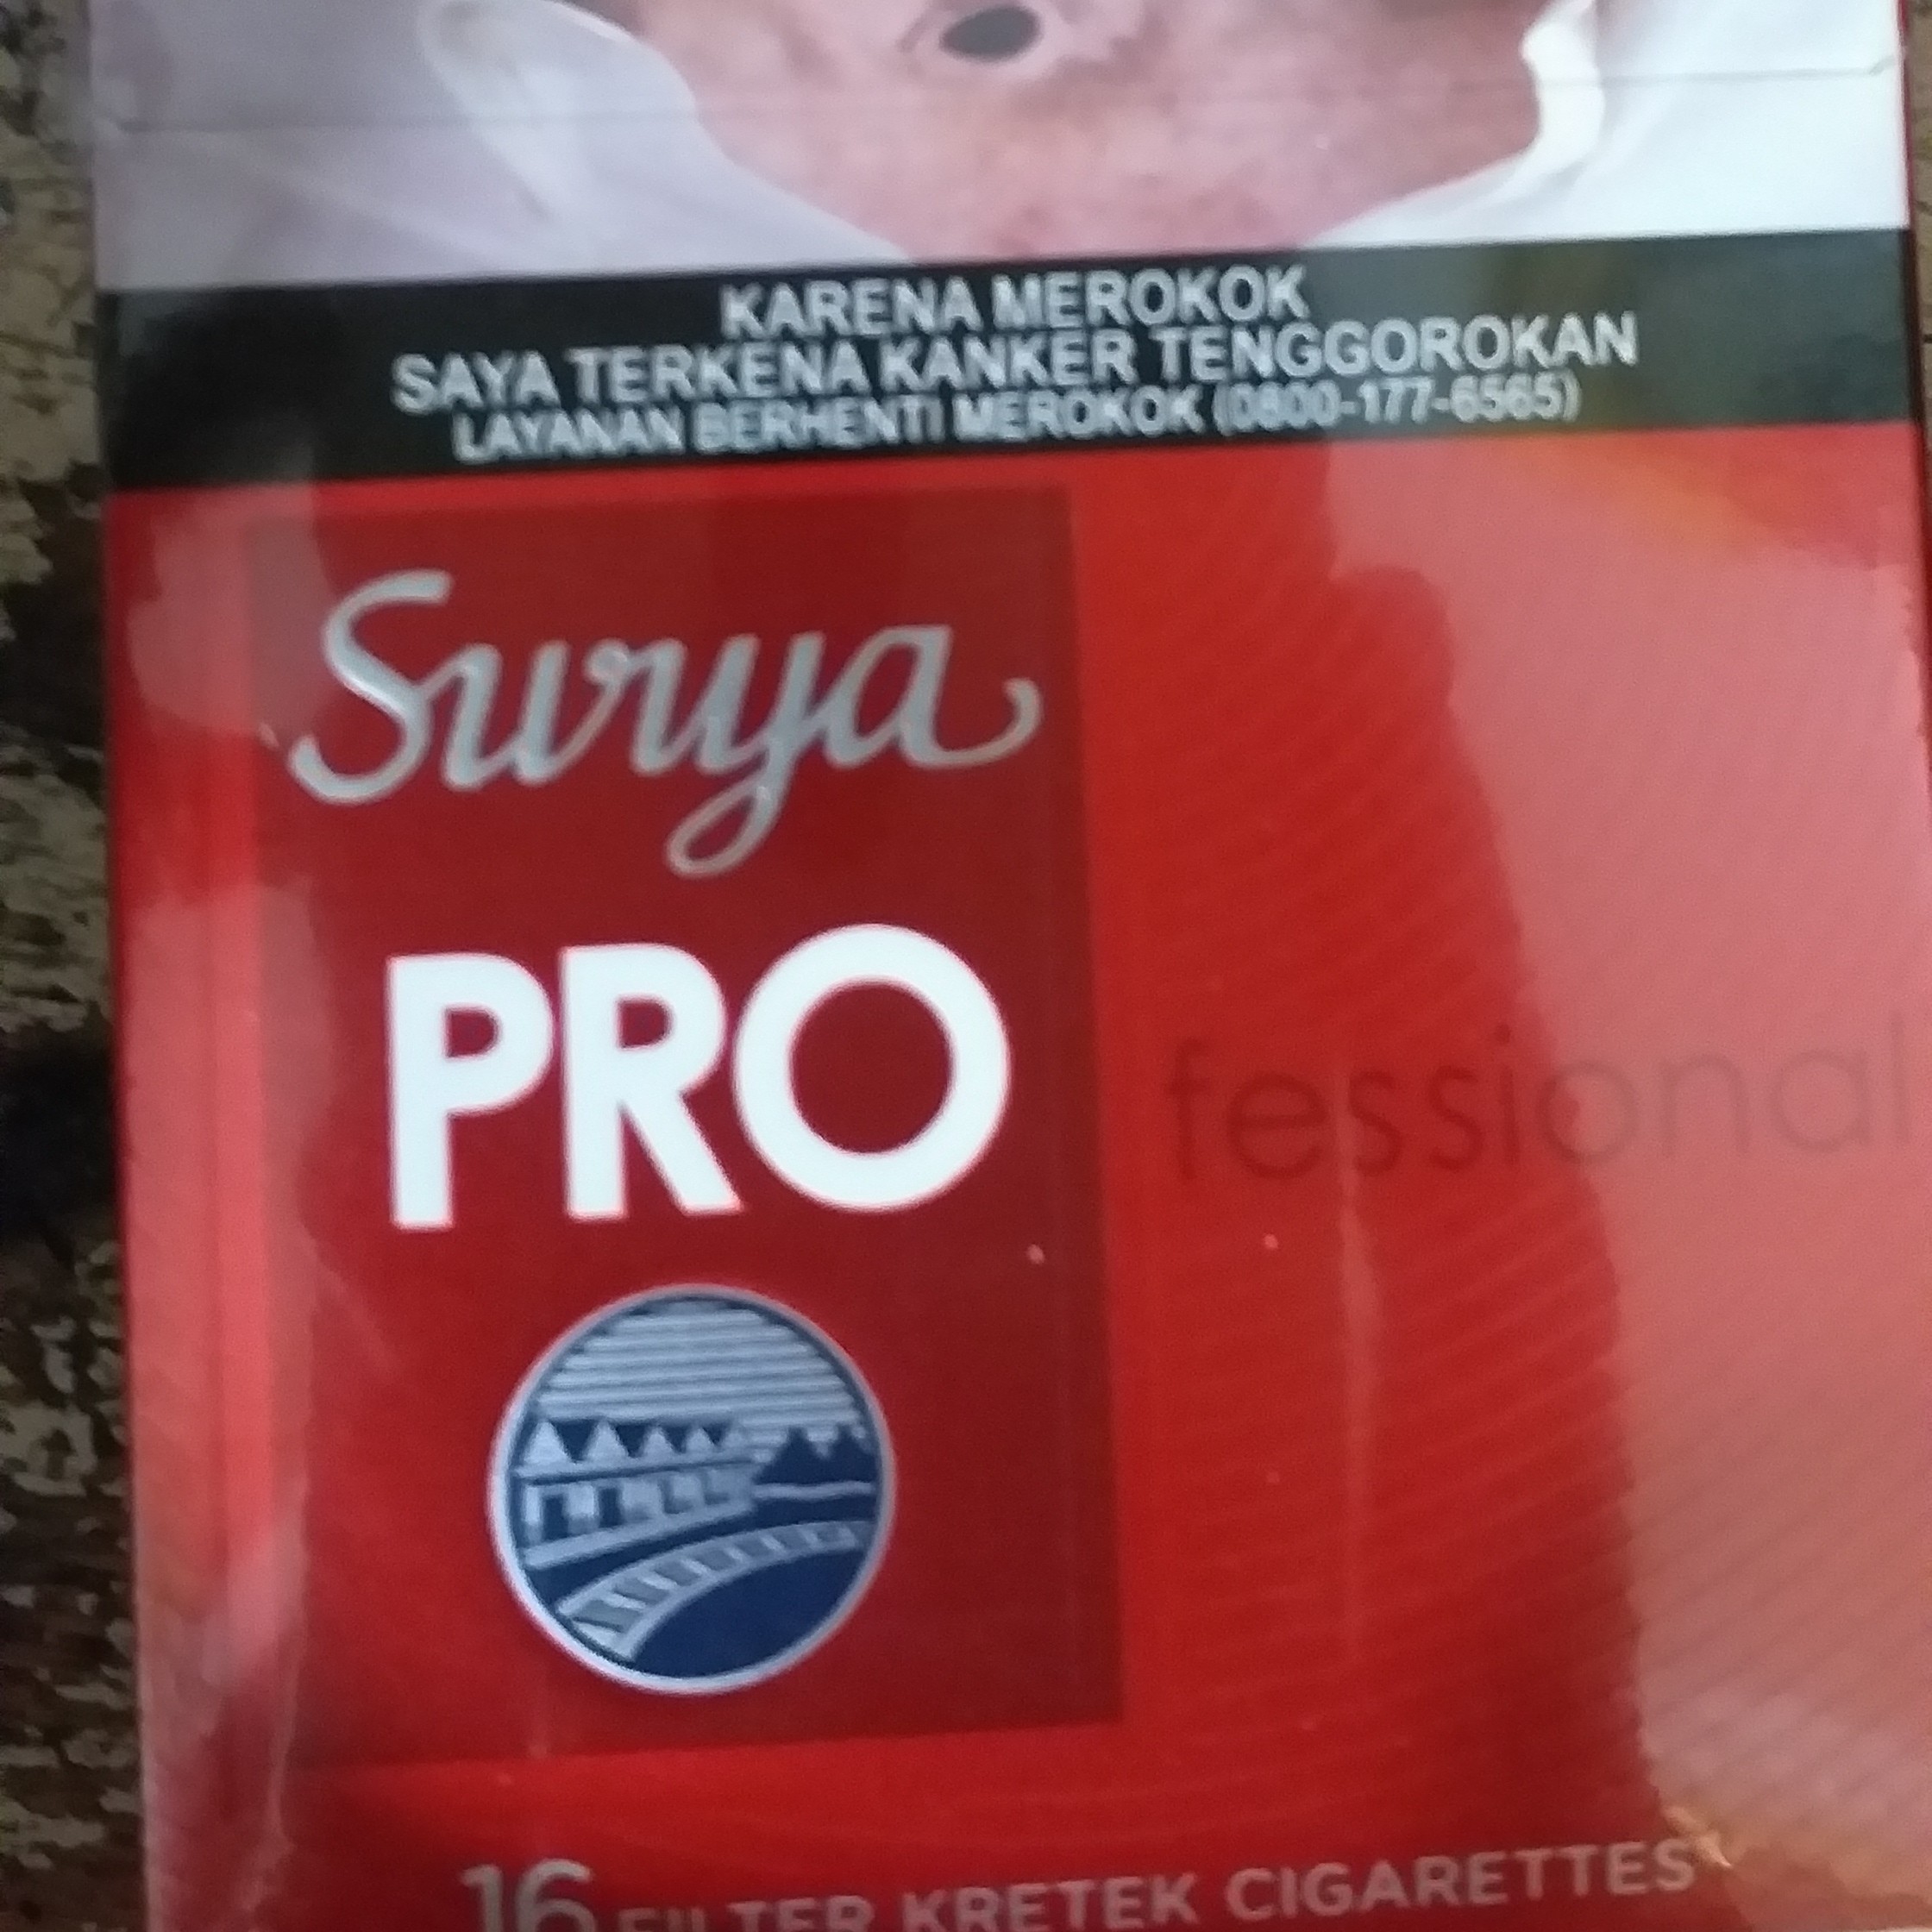 KARENA MEROKOK
SAYA TERKENA KANKER TENGGOROKAN
LAYANAN BERHENTI MEROKOK (0800-177-6565)
Surya
PRO fessional
16 FILTER KRETEK CIGARETTES